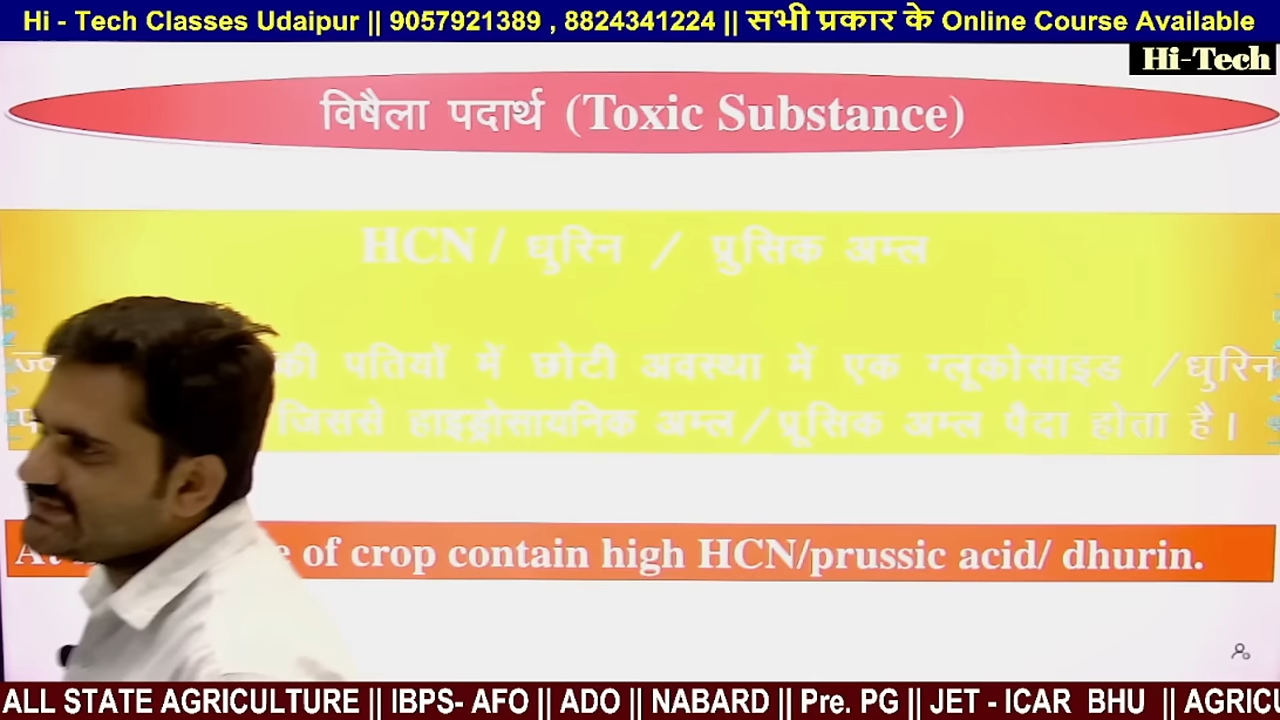 Hi - Tech Classes Udaipur || 9057921389 , 8824341224 || सभी प्रकार के Online Course Available
Hi-Tech
विषैला पदार्थ (Toxic Substance)
HCN / धुरिन / प्रुसिक अम्ल
की पतियों में छोटी अवस्था में एक ग्लूकोसाइड /धुरिन
जिससे हाइड्रोसायनिक अम्ल/प्रूसिक अम्ल पैदा होता है।
of crop contain high HCN/prussic acid/ dhurin.
ALL STATE AGRICULTURE || IBPS- AFO || ADO || NABARD || Pre. PG || JET - ICAR BHU ||